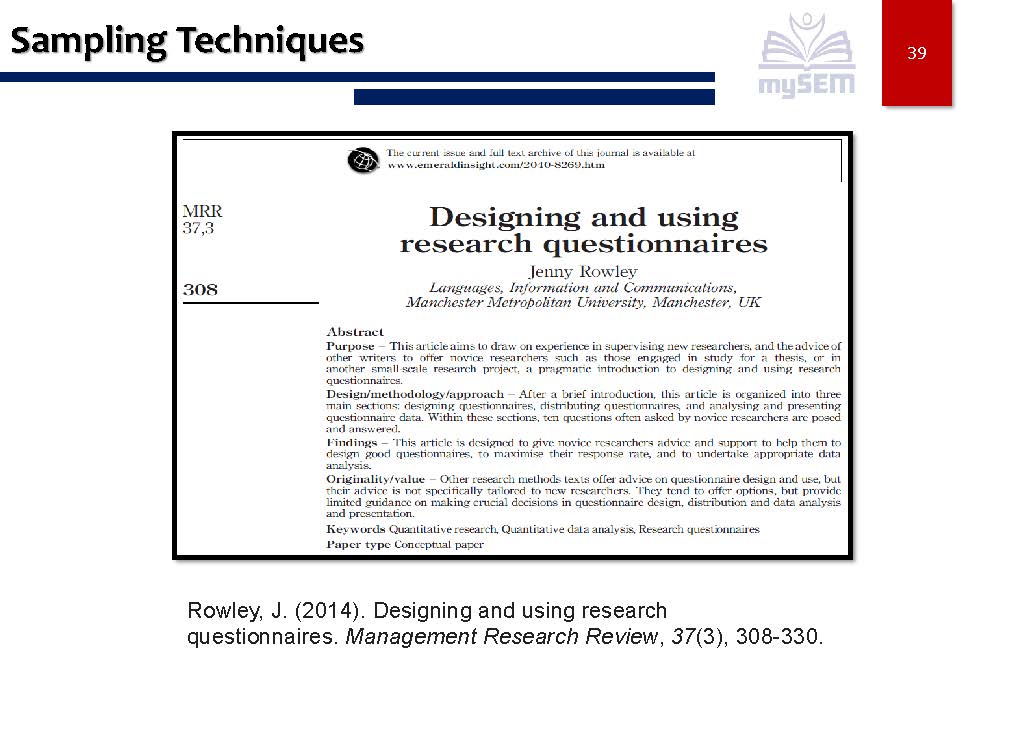 Sampling Techniques
mySEM
39
The current issue and full text archive of this journal is available at
www.emeraldinsight.com/2040-8269.htm
MRR
37,3
308
Designing and using
research questionnaires
Jenny Rowley
Languages, Information and Communications,
Manchester Metropolitan University, Manchester, UK
Abstract
Purpose – This article aims to draw on experience in supervising new researchers, and the advice of
other writers to offer novice researchers such as those engaged in study for a thesis, or in
another small-scale research project, a pragmatic introduction to designing and using research
questionnaires.
Design/methodology/approach – After a brief introduction, this article is organized into three
main sections: designing questionnaires, distributing questionnaires, and analysing and presenting
questionnaire data. Within these sections, ten questions often asked by novice researchers are posed
and answered.
Findings – This article is designed to give novice researchers advice and support to help them to
design good questionnaires, to maximise their response rate, and to undertake appropriate data
analysis.
Originality/value – Other research methods texts offer advice on questionnaire design and use, but
their advice is not specifically tailored to new researchers. They tend to offer options, but provide
limited guidance on making crucial decisions in questionnaire design, distribution and data analysis
and presentation.
Keywords Quantitative research, Quantitative data analysis, Research questionnaires
Paper type Conceptual paper
Rowley, J. (2014). Designing and using research
questionnaires. Management Research Review, 37(3), 308-330.